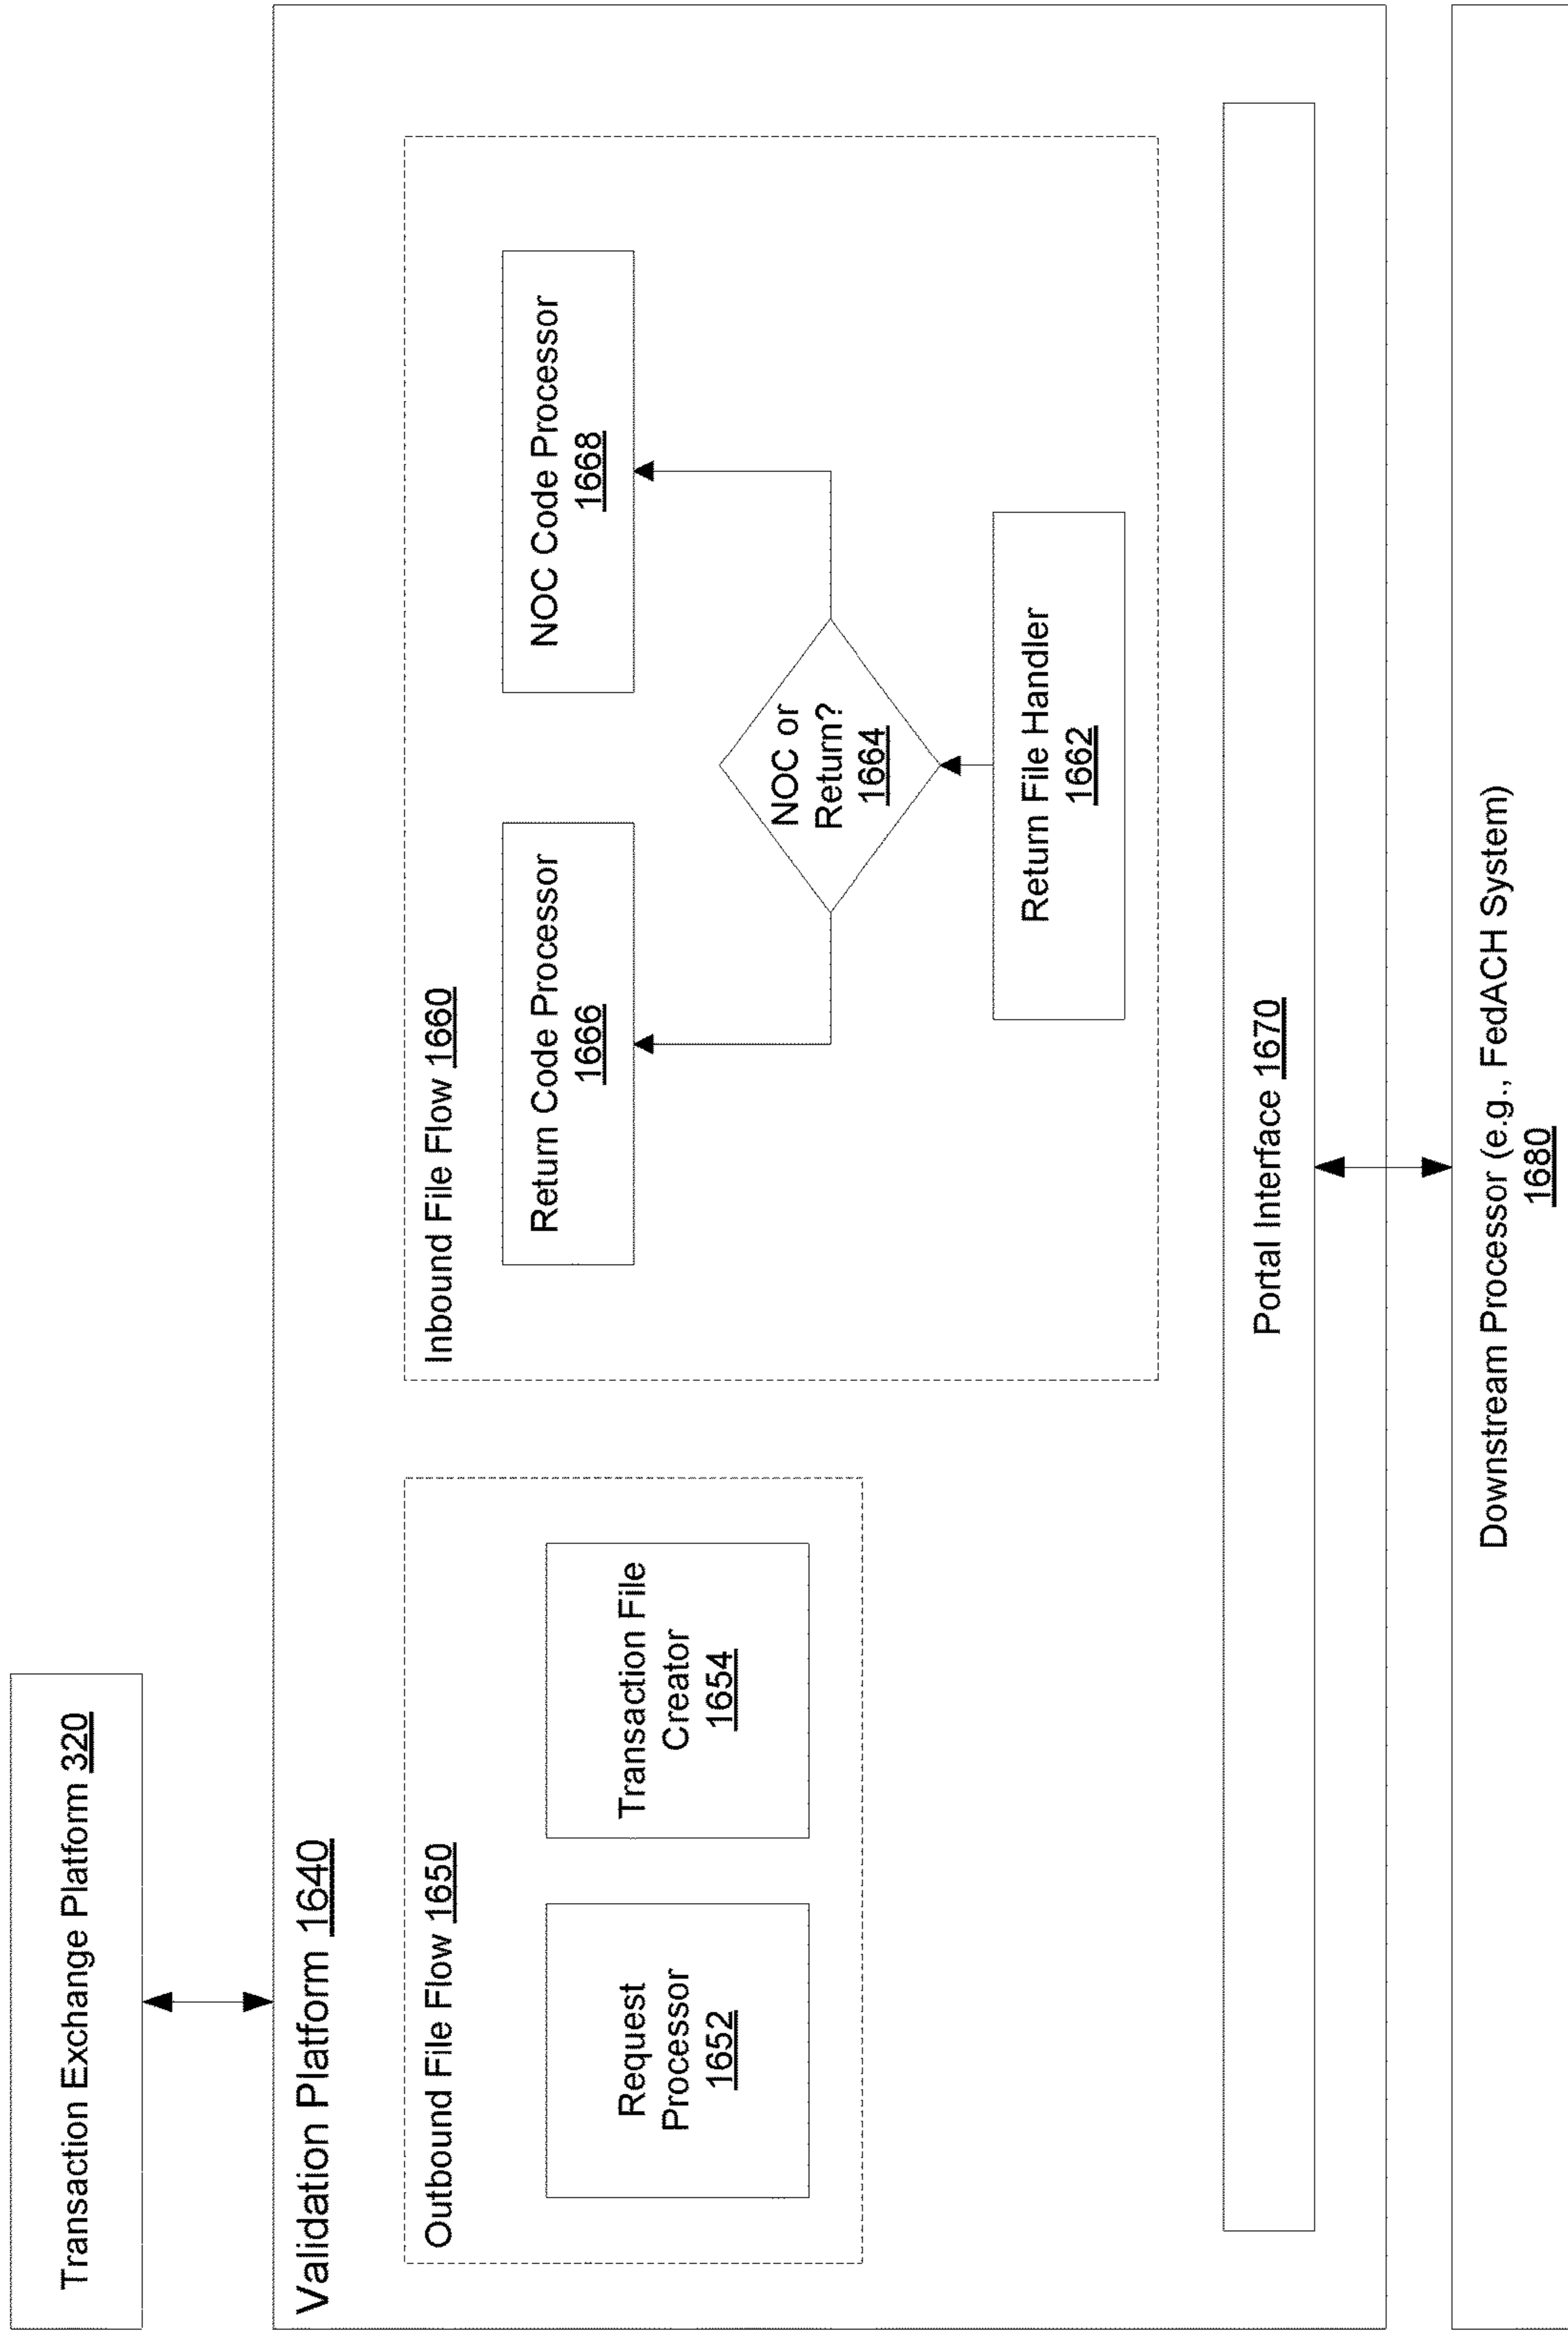 Transaction Exchange Platform 320
Validation Platform 1640
Outbound File Flow 1650
Request
Processor
1652
Transaction File
Creator
1654
Inbound File Flow 1660
Return Code Processor
1666
NOC Code Processor
1668
NOC or
Return?
1664
Return File Handler
1662
Portal Interface 1670
Downstream Processor (e.g., FedACH System)
1680